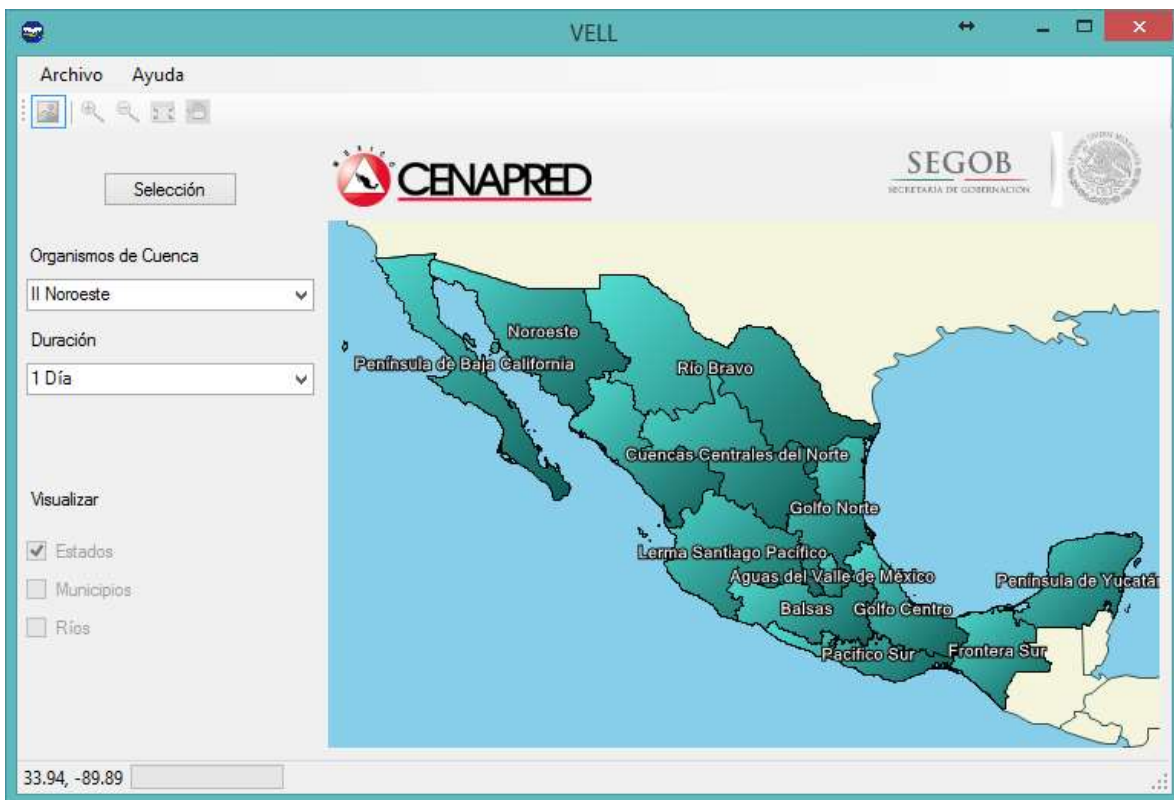 VELL
Archivo Ayuda
MÉXICO
CENAPRED
SEGOB
SECRETARÍA DE GOBERNACIÓN
Selección
Organismos de Cuenca
II Noroeste
Duración
1 Día
Visualizar
Estados
Municipios
Ríos
Noroeste
Península de Baja California
Río Bravo
Cuencas Centrales del Norte
Golfo Norte
Lerma Santiago Pacífico
Aguas del Valle de México
Península de Yucatán
Balsas
Golfo Centro
Pacífico Sur
Frontera Sur
33.94, -89.89